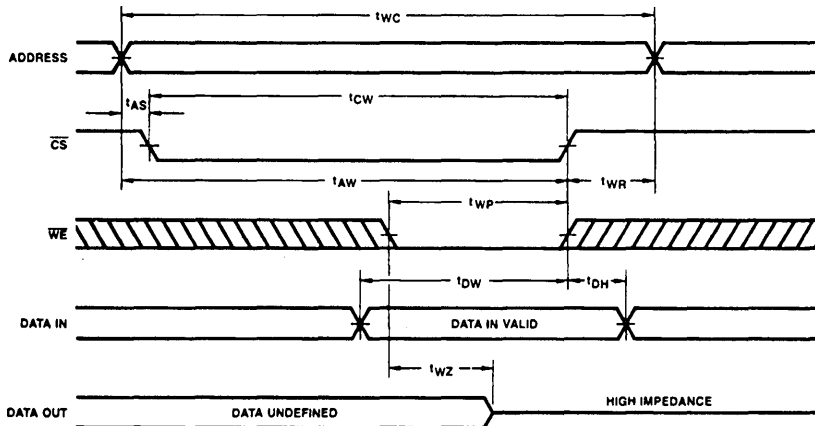 tWC
ADDRESS
tAS
tCW
CS
tAW
tWR
tWP
WE
tDW
tDH
DATA IN
DATA IN VALID
tWZ
DATA OUT
DATA UNDEFINED
HIGH IMPEDANCE